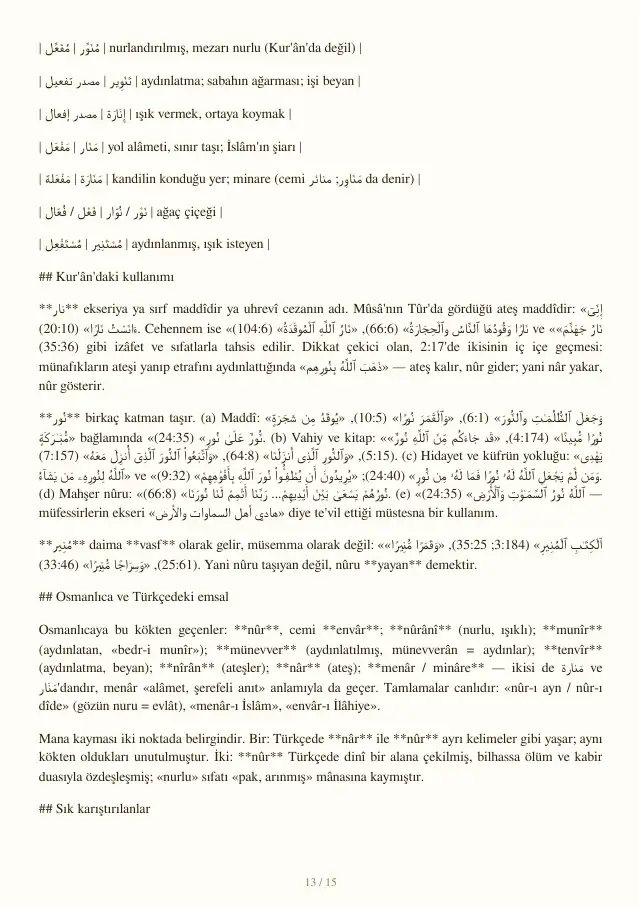 | مُنَوَّر | مُفَعَّل | nurlandırılmış, mezarı nurlu (Kur'ân'da değil) |
| تَنْوِير | مصدر تفعيل | aydınlatma; sabahın ağarması; işi beyan |
| إِنَارَة | مصدر إفعال | ışık vermek, ortaya koymak |
| مَنَار | مَفْعَل | yol alâmeti, sınır taşı; İslâm'ın şiarı |
| مَنَارَة | مَفْعَلة | kandilin konduğu yer; minare (cemi مَنَاوِر; منائر da denir) |
| نَوْر / نُوّار | فَعْل / فُعّال | ağaç çiçeği |
| مُسْتَنِير | مُسْتَفْعِل | aydınlanmış, ışık isteyen |
## Kur'ân'daki kullanımı
**نار** ekseriya ya sırf maddîdir ya uhrevî cezanın adı. Mûsâ'nın Tûr'da gördüğü ateş maddîdir: «إِنِّىٓ
ءَانَسْتُ نَارًا» (20:10). Cehennem ise «نَارُ ٱللَّهِ ٱلْمُوقَدَةُ» (104:6), «نَارًا وَقُودُهَا ٱلنَّاسُ وَٱلْحِجَارَةُ» (66:6) ve «نَارُ جَهَنَّمَ»
(35:36) gibi izâfet ve sıfatlarla tahsis edilir. Dikkat çekici olan, 2:17'de ikisinin iç içe geçmesi:
münafıkların ateşi yanıp etrafını aydınlattığında «ذَهَبَ ٱللَّهُ بِنُورِهِمْ» — ateş kalır, nûr gider; yani nâr yakar,
nûr gösterir.
**نور** birkaç katman taşır. (a) Maddî: «وَجَعَلَ ٱلظُّلُمَـٰتِ وَٱلنُّورَ» (6:1), «وَٱلْقَمَرَ نُورًا» (10:5), «يُوقَدُ مِن شَجَرَةٍ
مُّبَـٰرَكَةٍ» bağlamında «نُّورٌ عَلَىٰ نُورٍ» (24:35). (b) Vahiy ve kitap: «نُورًا مُّبِينًا» (4:174), «قَد جَاءَكُم مِّنَ ٱللَّهِ نُورٌ»
(5:15), «وَٱلنُّورِ ٱلَّذِى أَنزَلْنَا» (64:8), «وَٱتَّبَعُوا۟ ٱلنُّورَ ٱلَّذِىٓ أُنزِلَ مَعَهُ» (7:157). (c) Hidayet ve küfrün yokluğu: «يَهْدِى
ٱللَّهُ لِنُورِهِۦ مَن يَشَآءُ» ve «يُرِيدُونَ أَن يُطْفِـُٔوا۟ نُورَ ٱللَّهِ بِأَفْوَٰهِهِمْ» (9:32); «وَمَن لَّمْ يَجْعَلِ ٱللَّهُ لَهُۥ نُورًا فَمَا لَهُۥ مِن نُورٍ» (24:40).
(d) Mahşer nûru: «نُورُهُمْ يَسْعَىٰ بَيْنَ أَيْدِيهِمْ... رَبَّنَا أَتْمِمْ لَنَا نُورَنَا» (66:8). (e) «ٱللَّهُ نُورُ ٱلسَّمَـٰوَٰتِ وَٱلْأَرْضِ» (24:35) —
müfessirlerin ekseri «هادي أهل السماوات والأرض» diye te'vil ettiği müstesna bir kullanım.
**مُنِير** daima **vasf** olarak gelir, müsemma olarak değil: «ٱلْكِتَـٰبِ ٱلْمُنِيرِ» (3:184; 35:25), «وَقَمَرًا مُّنِيرًا»
(25:61), «وَسِرَاجًا مُّنِيرًا» (33:46). Yani nûru taşıyan değil, nûru **yayan** demektir.
## Osmanlıca ve Türkçedeki emsal
Osmanlıcaya bu kökten geçenler: **nûr**, cemi **envâr**; **nûrânî** (nurlu, ışıklı); **munîr**
(aydınlatan, «bedr-i munîr»); **münevver** (aydınlatılmış, münevverân = aydınlar); **tenvîr**
(aydınlatma, beyan); **nîrân** (ateşler); **nâr** (ateş); **menâr / minâre** — ikisi de منارة ve
مَنَار'dandır, menâr «alâmet, şerefeli anıt» anlamıyla da geçer. Tamlamalar canlıdır: «nûr-ı ayn / nûr-ı
dîde» (gözün nuru = evlât), «menâr-ı İslâm», «envâr-ı İlâhiye».
Mana kayması iki noktada belirgindir. Bir: Türkçede **nâr** ile **nûr** ayrı kelimeler gibi yaşar; aynı
kökten oldukları unutulmuştur. İki: **nûr** Türkçede dinî bir alana çekilmiş, bilhassa ölüm ve kabir
duasıyla özdeşleşmiş; «nurlu» sıfatı «pak, arınmış» mânasına kaymıştır.
## Sık karıştırılanlar
13 / 15